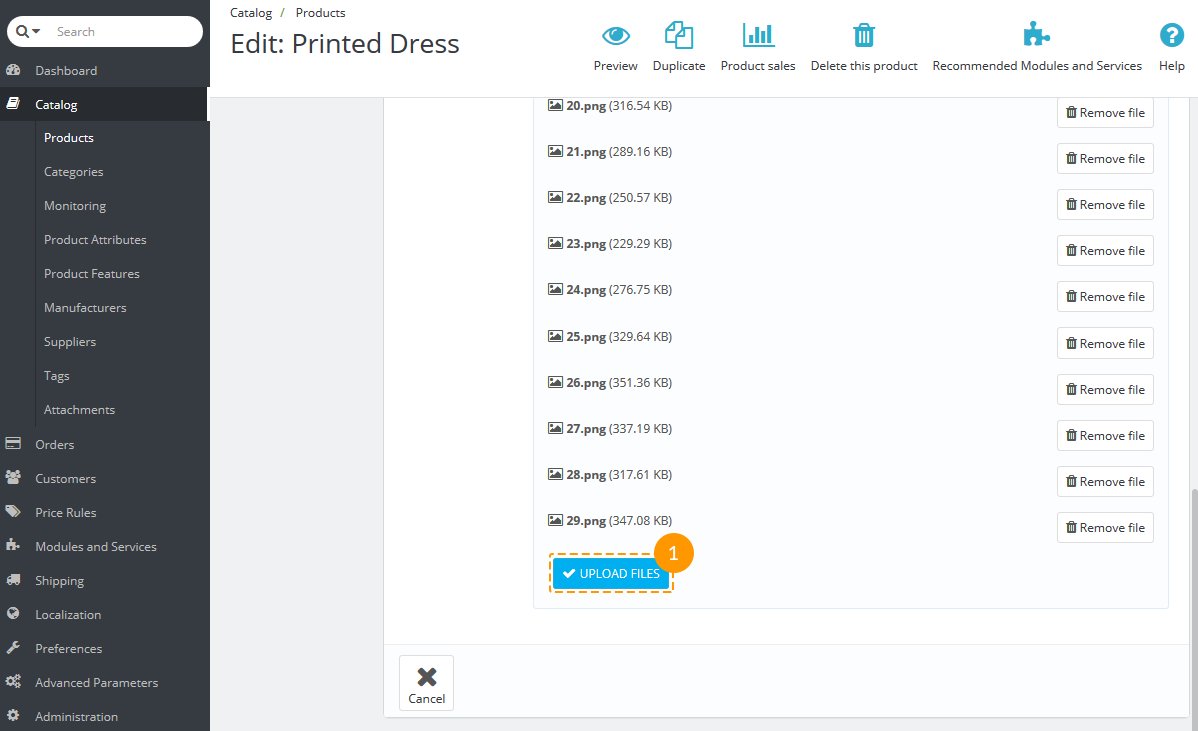 Search
Dashboard
Catalog
Products
Categories
Monitoring
Product Attributes
Product Features
Manufacturers
Suppliers
Tags
Attachments
Orders
Customers
Price Rules
Modules and Services
Shipping
Localization
Preferences
Advanced Parameters
Administration
Catalog / Products
Edit: Printed Dress
Preview
Duplicate
Product sales
Delete this product
Recommended Modules and Services
? Help
20.png (316.54 KB) Remove file
21.png (289.16 KB) Remove file
22.png (250.57 KB) Remove file
23.png (229.29 KB) Remove file
24.png (276.75 KB) Remove file
25.png (329.64 KB) Remove file
26.png (351.36 KB) Remove file
27.png (337.19 KB) Remove file
28.png (317.61 KB) Remove file
29.png (347.08 KB) Remove file
1
UPLOAD FILES
Cancel